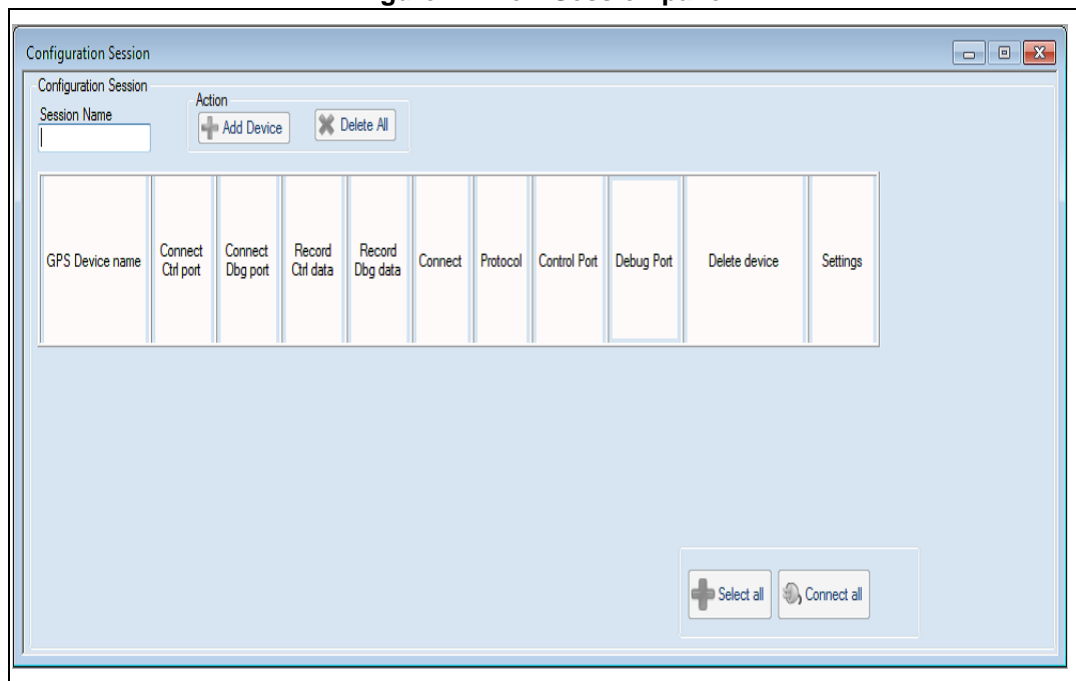 Configuration Session
Configuration Session
Session Name
Action
Add Device
Delete All
GPS Device name
Connect
Ctrl port
Connect
Dbg port
Record
Ctrl data
Record
Dbg data
Connect
Protocol
Control Port
Debug Port
Delete device
Settings
Select all
Connect all